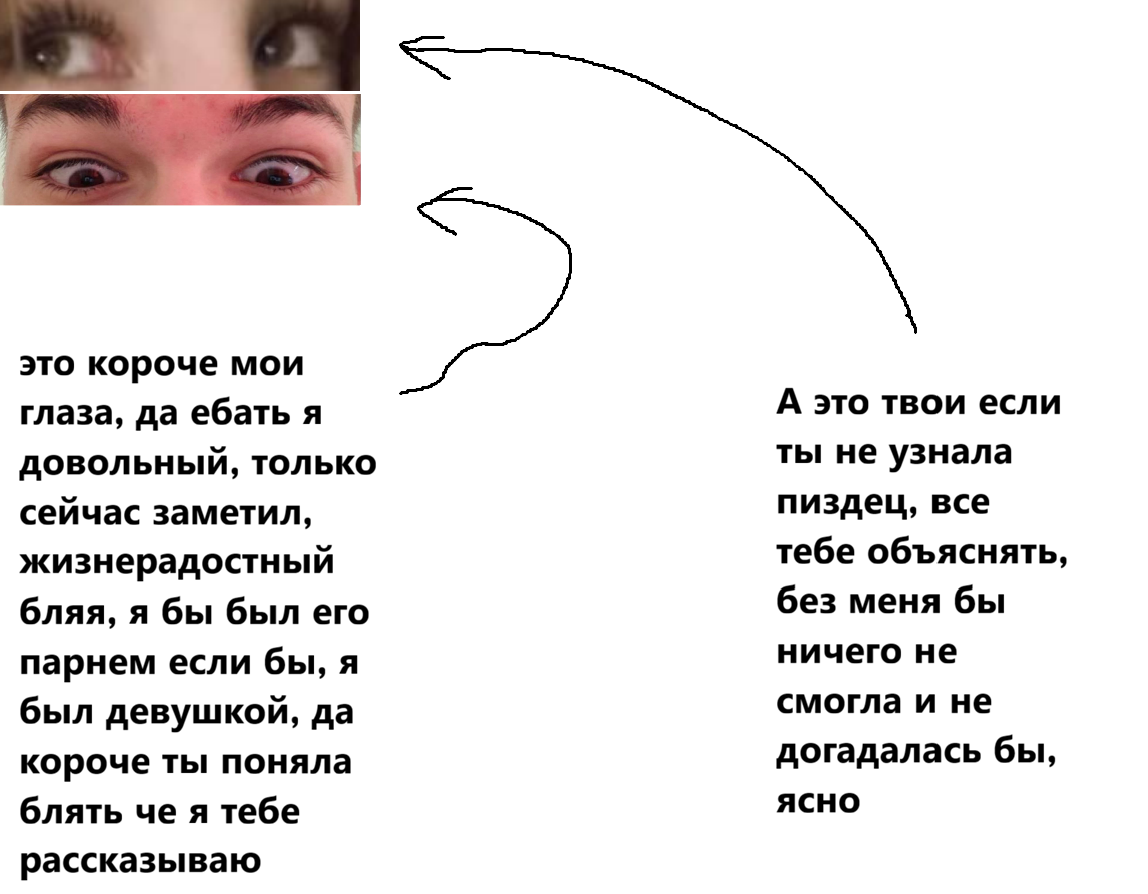 это короче мои
глаза, да ебать я
довольный, только
сейчас заметил,
жизнерадостный
бляя, я бы был его
парнем если бы, я
был девушкой, да
короче ты поняла
блять че я тебе
рассказываю
А это твои если
ты не узнала
пиздец, все
тебе объяснять,
без меня бы
ничего не
смогла и не
догадалась бы,
ясно